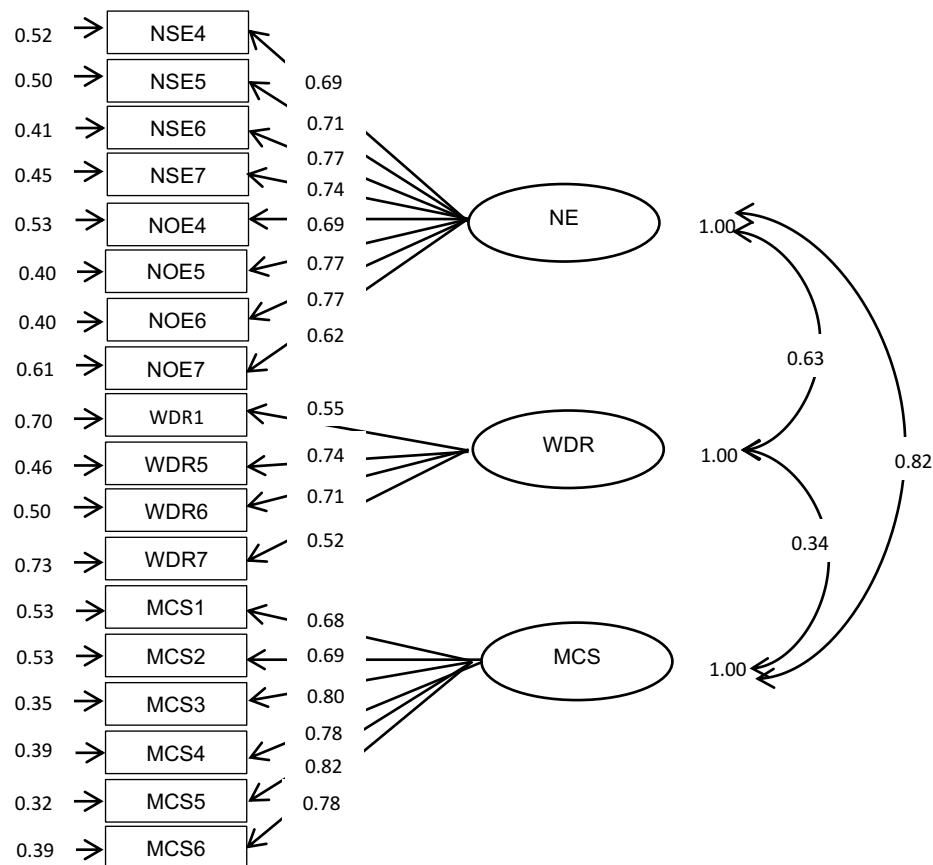 0.52 NSE4
0.69
0.50 NSE5
0.71
0.41 NSE6
0.77
0.45 NSE7
0.74
0.53 NOE4
0.69
NE
1.00
0.40 NOE5
0.77
0.40 NOE6
0.77
0.61 NOE7
0.62
0.63
0.70 WDR1
0.55
0.46 WDR5
0.74
WDR
1.00
0.82
0.50 WDR6
0.71
0.73 WDR7
0.52
0.34
0.53 MCS1
0.68
0.53 MCS2
0.69
MCS
1.00
0.35 MCS3
0.80
0.39 MCS4
0.78
0.82
0.32 MCS5
0.78
0.39 MCS6